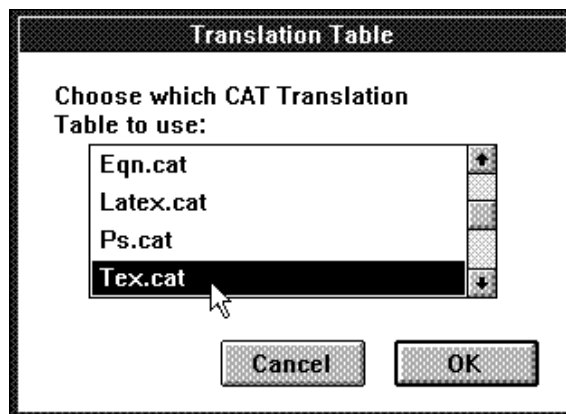 Translation Table
Choose which CAT Translation
Table to use:
Eqn.cat
Latex.cat
Ps.cat
Tex.cat
Cancel OK